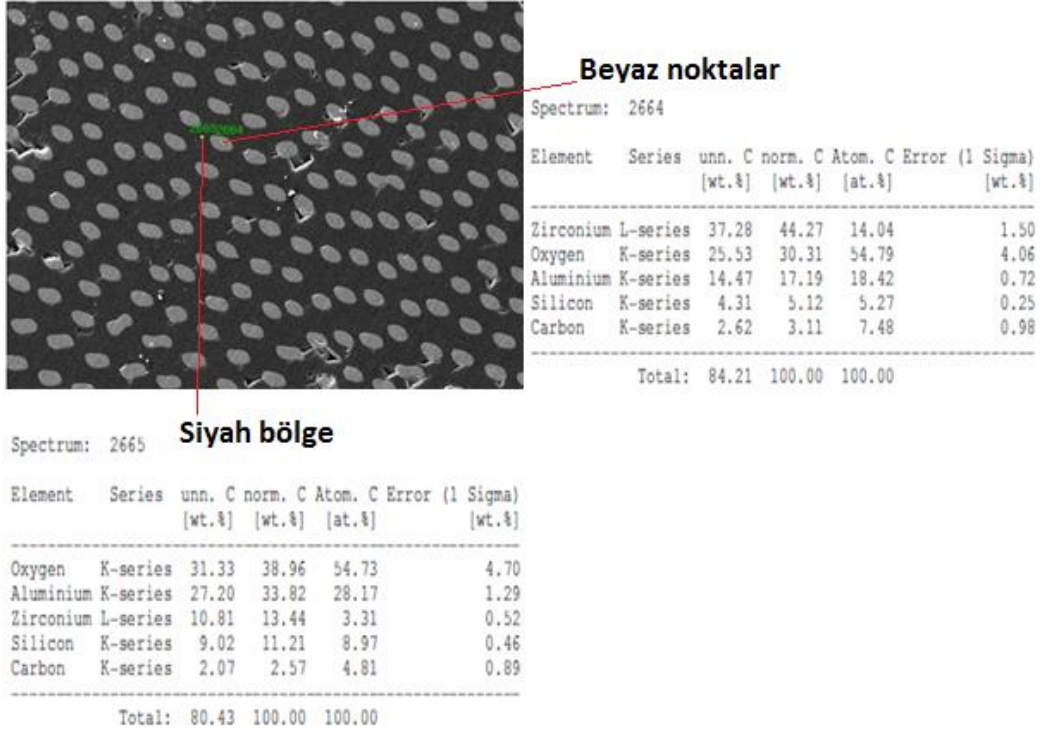 Beyaz noktalar
Spectrum: 2664
Element Series unn. C norm. C Atom. C Error (1 Sigma)
[wt.%] [wt.%] [at.%] [wt.%]
Zirconium L-series 37.28 44.27 14.04 1.50
Oxygen K-series 25.53 30.31 54.79 4.06
Aluminium K-series 14.47 17.19 18.42 0.72
Silicon K-series 4.31 5.12 5.27 0.25
Carbon K-series 2.62 3.11 7.48 0.98
Total: 84.21 100.00 100.00
Siyah bölge
Spectrum: 2665
Element Series unn. C norm. C Atom. C Error (1 Sigma)
[wt.%] [wt.%] [at.%] [wt.%]
Oxygen K-series 31.33 38.96 54.73 4.70
Aluminium K-series 27.20 33.82 28.17 1.29
Zirconium L-series 10.81 13.44 3.31 0.52
Silicon K-series 9.02 11.21 8.97 0.46
Carbon K-series 2.07 2.57 4.81 0.89
Total: 80.43 100.00 100.00